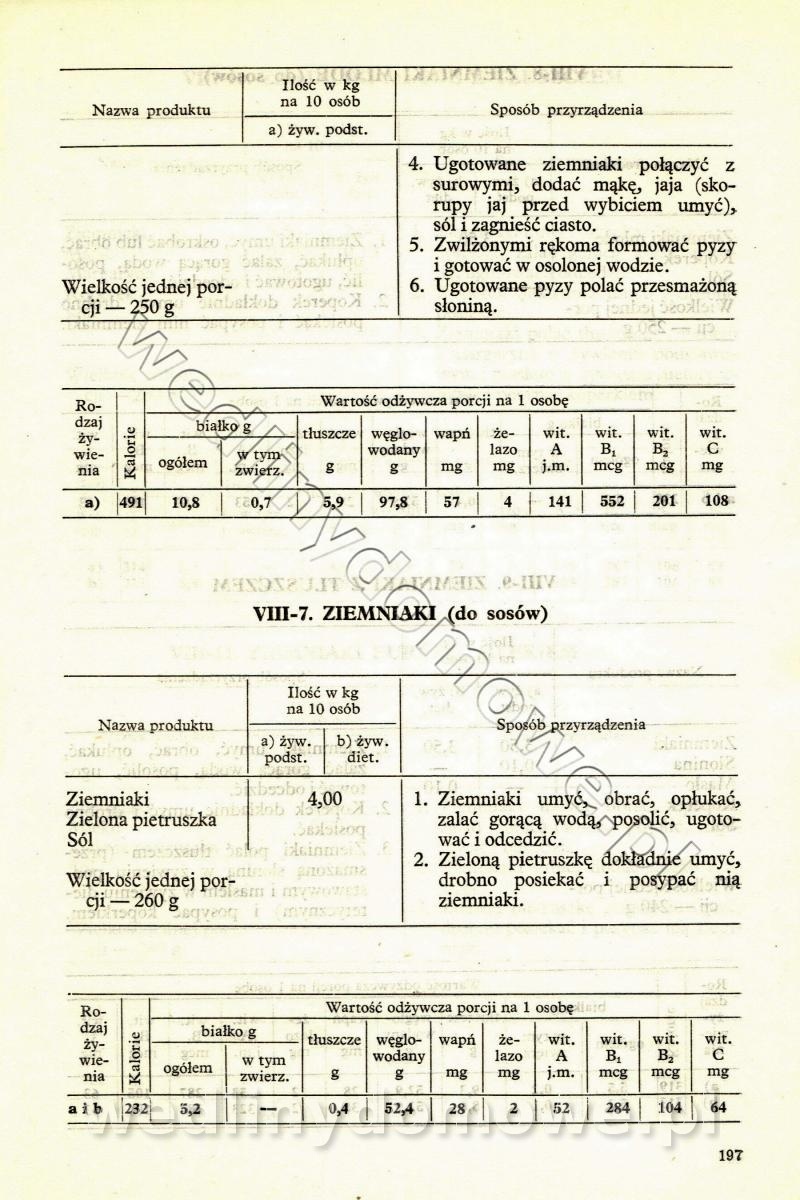 Nazwa produktu
Ilość w kg
na 10 osób
a) żyw. podst.
Sposób przyrządzenia
Wielkość jednej por-
cji — 250 g
4. Ugotowane ziemniaki połączyć z
surowymi, dodać mąkę, jaja (sko-
rupy jaj przed wybiciem umyć),
sól i zagnieść ciasto.
5. Zwilżonymi rękoma formować pyzy
i gotować w osolonej wodzie.
6. Ugotowane pyzy polać przesmażoną
słoniną.
Ro-
dzaj
ży-
wie-
nia
Kalorie
Wartość odżywcza porcji na 1 osobę
białko g
ogółem
w tym
zwierz.
tłuszcze
g
węglo-
wodany
g
wapń
mg
że-
lazo
mg
wit.
A
j.m.
wit.
B₁
mcg
wit.
B₂
mcg
wit.
C
mg
a) 491 10,8 0,7 5,9 97,8 57 4 141 552 201 108
VIII-7. ZIEMNIAKI (do sosów)
Nazwa produktu
Ilość w kg
na 10 osób
a) żyw.
podst.
b) żyw.
diet.
Sposób przyrządzenia
Ziemniaki 4,00
Zielona pietruszka
Sól
Wielkość jednej por-
cji — 260 g
1. Ziemniaki umyć, obrać, opłukać,
zalać gorącą wodą, posolić, ugoto-
wać i odcedzić.
2. Zieloną pietruszkę dokładnie umyć,
drobno posiekać i posypać nią
ziemniaki.
Ro-
dzaj
ży-
wie-
nia
Kalorie
Wartość odżywcza porcji na 1 osobę
białko g
ogółem
w tym
zwierz.
tłuszcze
g
węglo-
wodany
g
wapń
mg
że-
lazo
mg
wit.
A
j.m.
wit.
B₁
mcg
wit.
B₂
mcg
wit.
C
mg
a i b 232 5,2 — 0,4 52,4 28 2 52 284 104 64
197
wedlinydomowe.pl
wedlinydomowe.pl